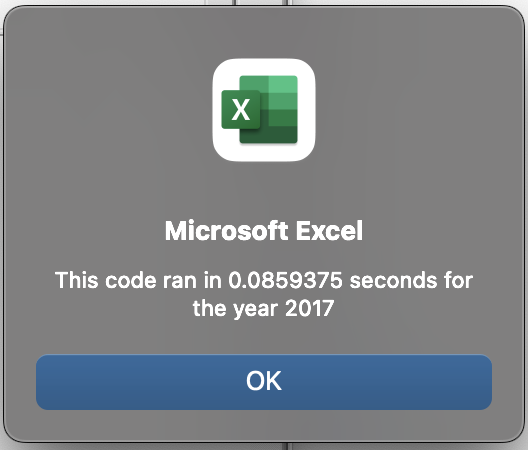 X
Microsoft Excel
This code ran in 0.0859375 seconds for
the year 2017
OK